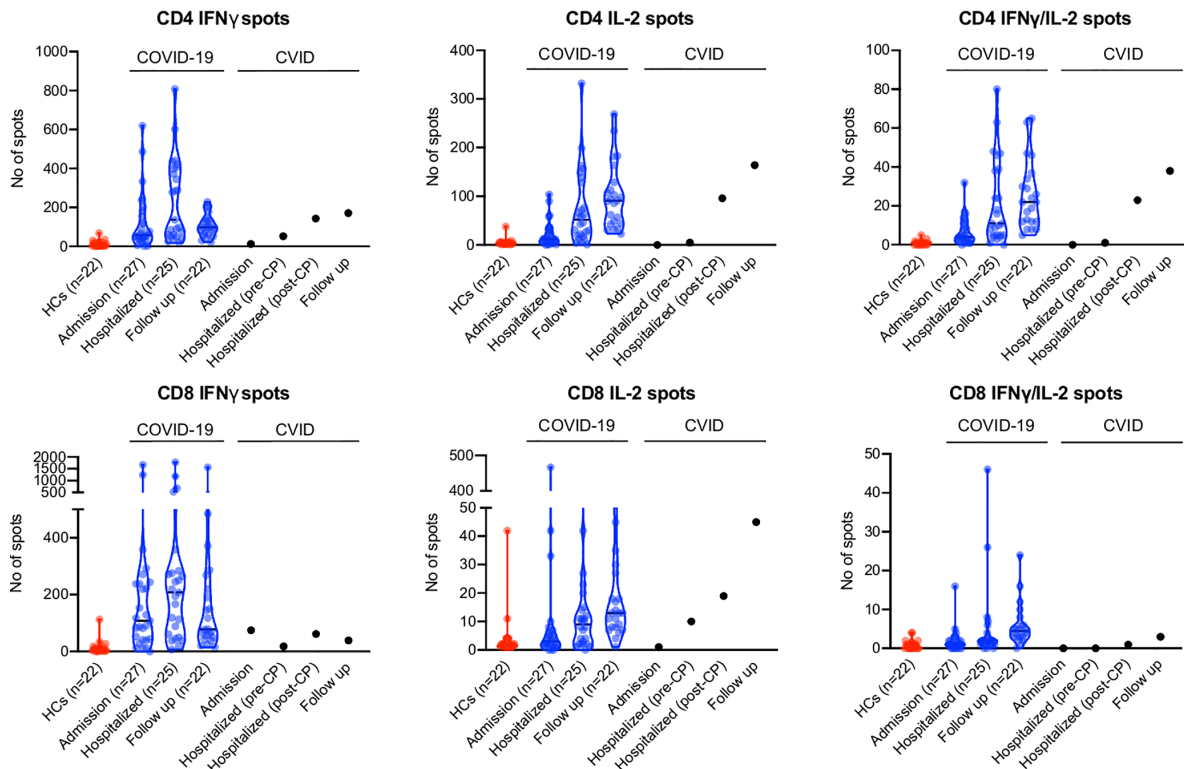 CD4 IFNγ spots
COVID-19 CVID
No of spots
1000
800
600
400
200
0
HCs (n=22)
Admission (n=27)
Hospitalized (n=25)
Follow up (n=22)
Admission
Hospitalized (pre-CP)
Hospitalized (post-CP)
Follow up
CD4 IL-2 spots
COVID-19 CVID
No of spots
400
300
200
100
0
HCs (n=22)
Admission (n=27)
Hospitalized (n=25)
Follow up (n=22)
Admission
Hospitalized (pre-CP)
Hospitalized (post-CP)
Follow up
CD4 IFNγ/IL-2 spots
COVID-19 CVID
No of spots
100
80
60
40
20
0
HCs (n=22)
Admission (n=27)
Hospitalized (n=25)
Follow up (n=22)
Admission
Hospitalized (pre-CP)
Hospitalized (post-CP)
Follow up
CD8 IFNγ spots
COVID-19 CVID
No of spots
2000
1500
1000
500
400
200
0
HCs (n=22)
Admission (n=27)
Hospitalized (n=25)
Follow up (n=22)
Admission
Hospitalized (pre-CP)
Hospitalized (post-CP)
Follow up
CD8 IL-2 spots
COVID-19 CVID
No of spots
500
400
50
40
30
20
10
0
HCs (n=22)
Admission (n=27)
Hospitalized (n=25)
Follow up (n=22)
Admission
Hospitalized (pre-CP)
Hospitalized (post-CP)
Follow up
CD8 IFNγ/IL-2 spots
COVID-19 CVID
No of spots
50
40
30
20
10
0
HCs (n=22)
Admission (n=27)
Hospitalized (n=25)
Follow up (n=22)
Admission
Hospitalized (pre-CP)
Hospitalized (post-CP)
Follow up